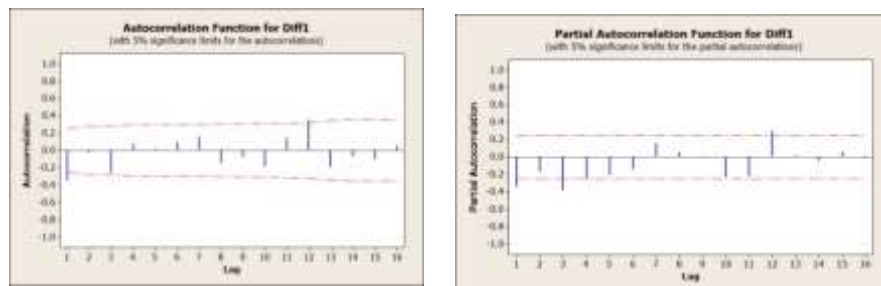 Autocorrelation Function for Diff1
(with 5% significance limits for the autocorrelations)
Autocorrelation
1.0
0.8
0.6
0.4
0.2
0.0
-0.2
-0.4
-0.6
-0.8
-1.0
1 2 3 4 5 6 7 8 9 10 11 12 13 14 15 16
Lag
Partial Autocorrelation Function for Diff1
(with 5% significance limits for the partial autocorrelations)
Partial Autocorrelation
1.0
0.8
0.6
0.4
0.2
0.0
-0.2
-0.4
-0.6
-0.8
-1.0
1 2 3 4 5 6 7 8 9 10 11 12 13 14 15 16
Lag